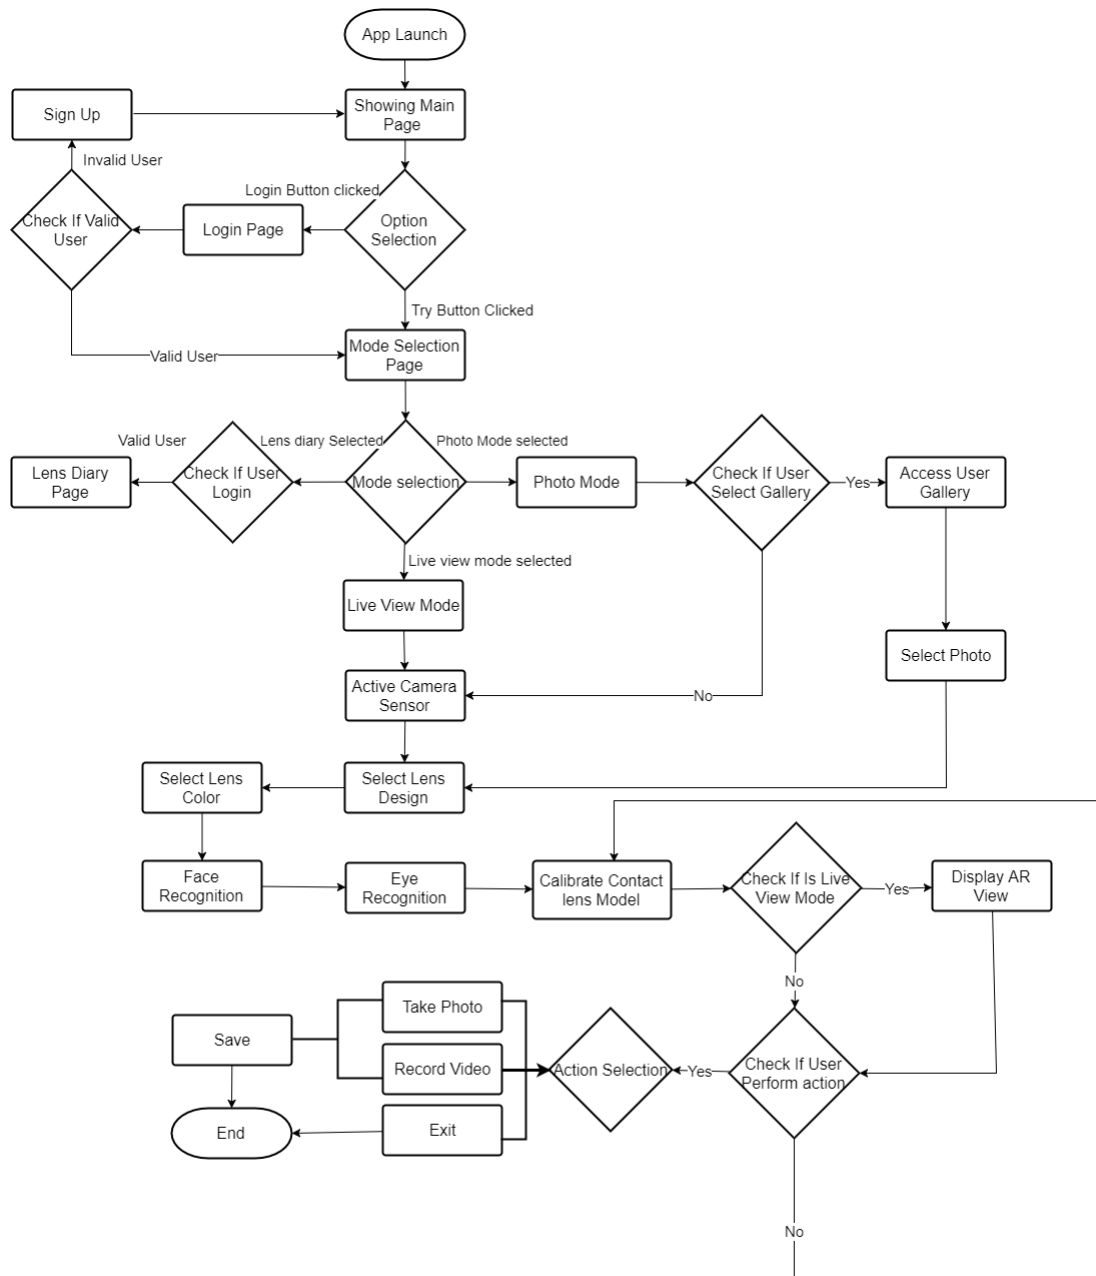 App Launch
Sign Up
Showing Main
Page
Invalid User
Login Button clicked
Check If Valid
User
Login Page
Option
Selection
Try Button Clicked
Mode Selection
Page
Valid User
Valid User
Lens diary Selected
Photo Mode selected
Lens Diary
Page
Check If User
Login
Mode selection
Photo Mode
Check If User
Select Gallery
Yes
Access User
Gallery
Live view mode selected
Live View Mode
Select Photo
Active Camera
Sensor
No
Select Lens
Color
Select Lens
Design
Face
Recognition
Eye
Recognition
Calibrate Contact
lens Model
Check If Is Live
View Mode
Yes
Display AR
View
No
Take Photo
Save
Record Video
Action Selection
Yes
Check If User
Perform action
End
Exit
No